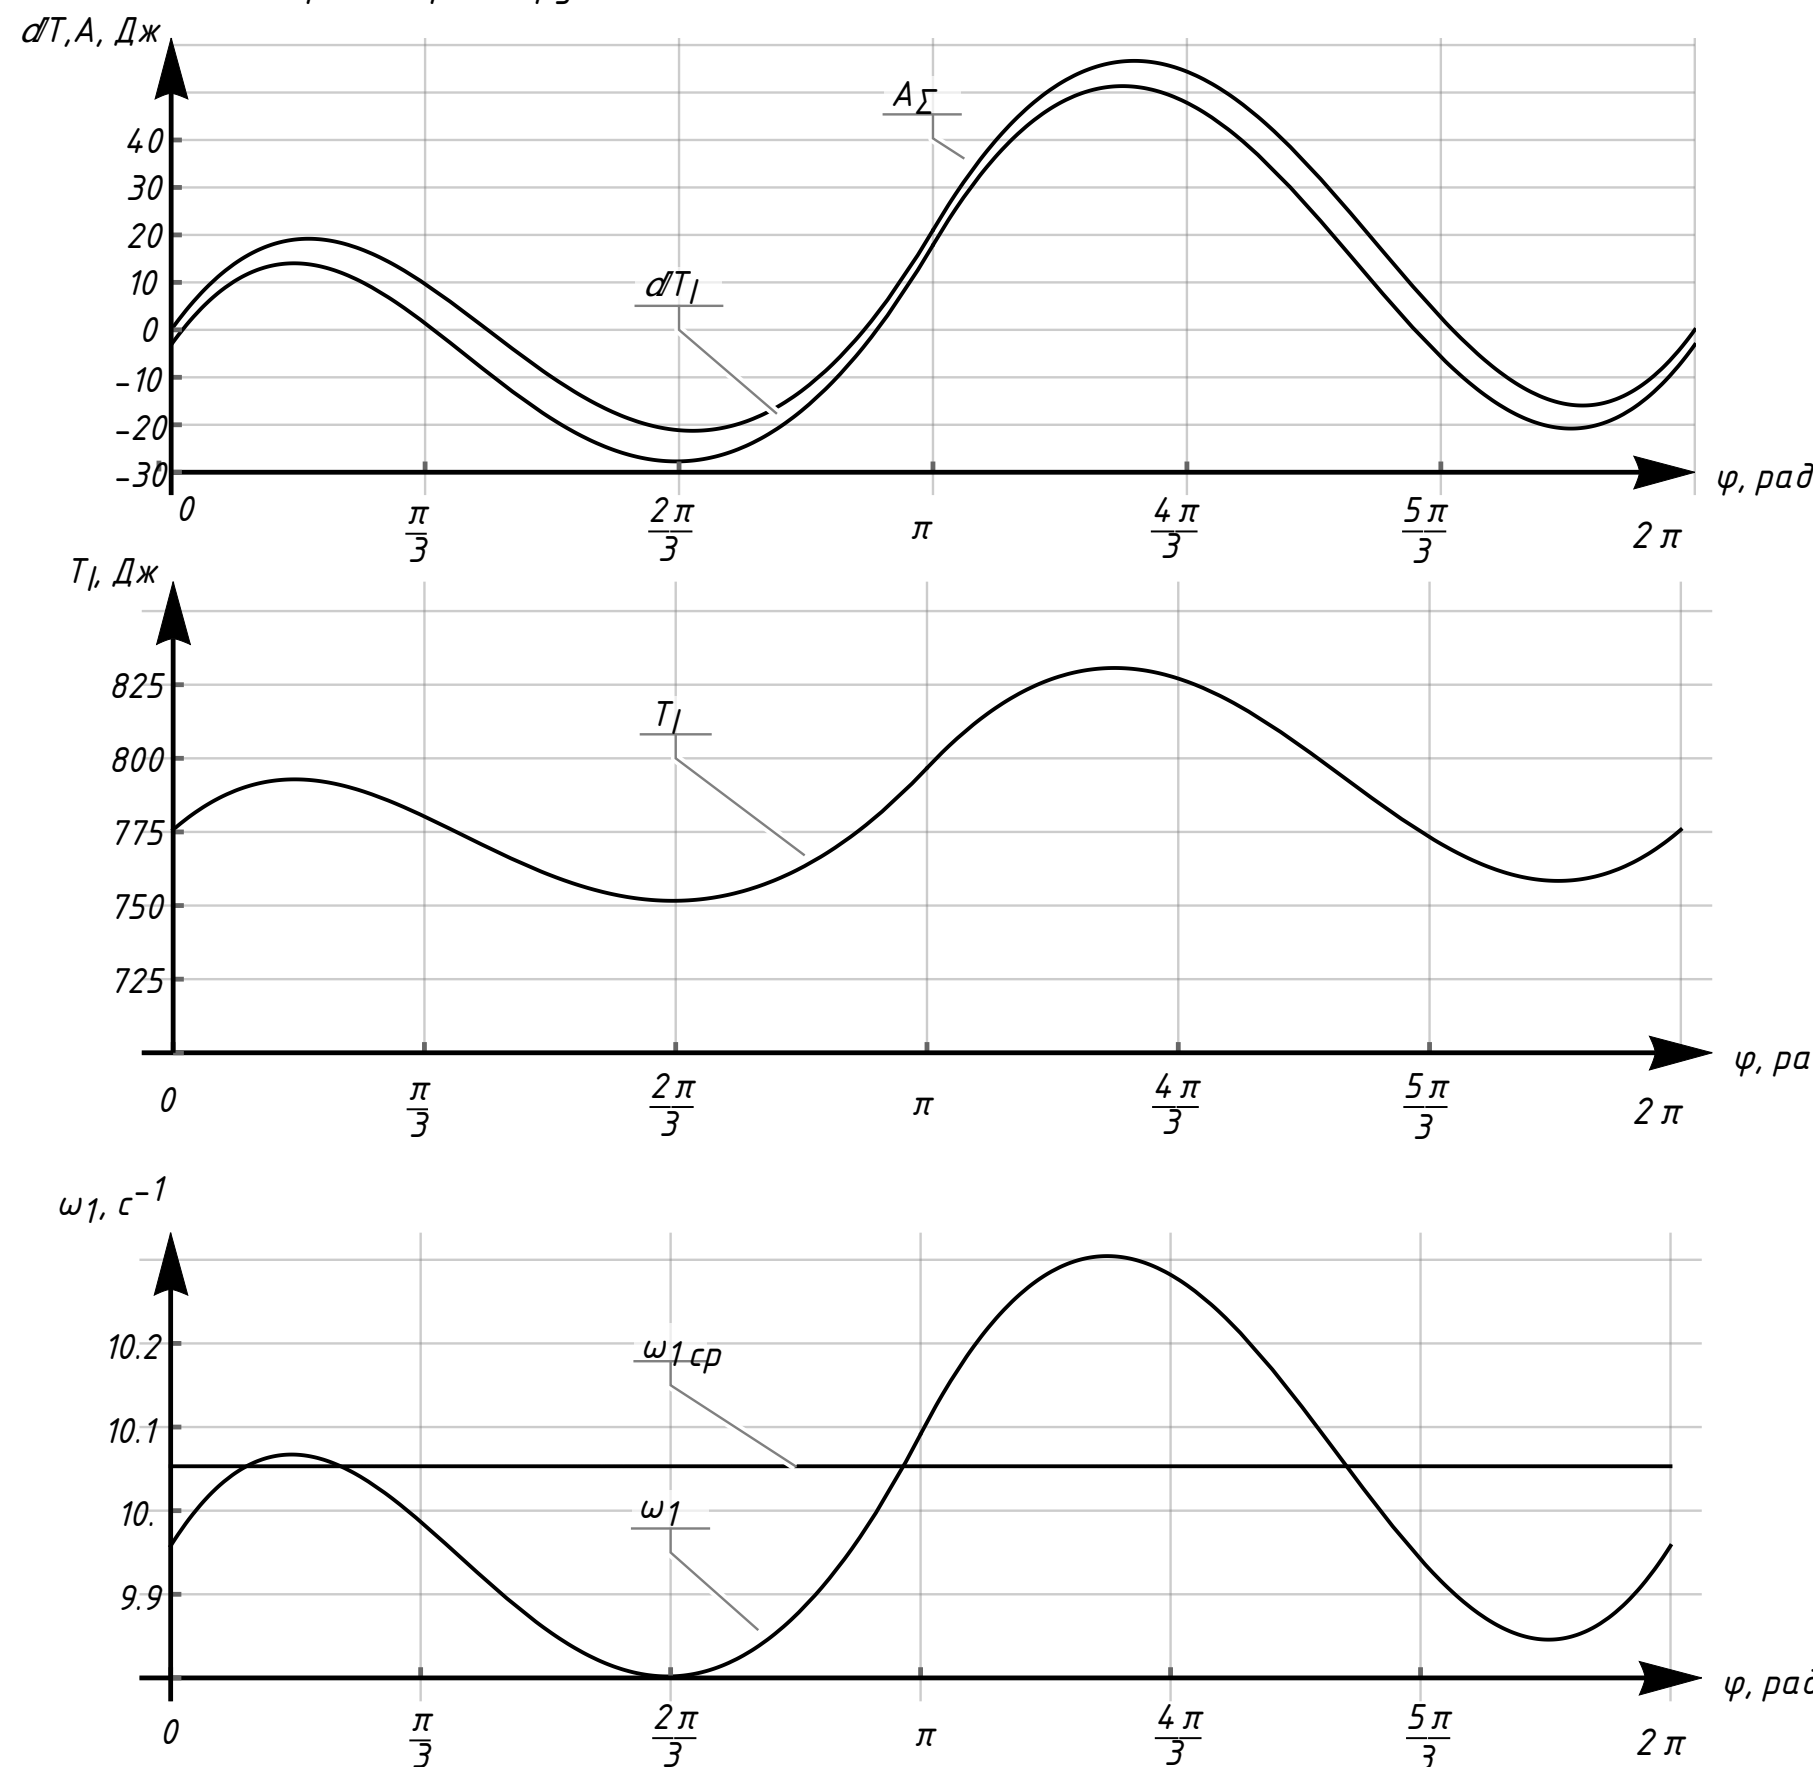 dT, A, Дж
AΣ
40
30
20
dTI
10
0
-10
-20
-30
φ, рад
0 π/3 2π/3 π 4π/3 5π/3 2π
TI, Дж
825
TI
800
775
750
725
φ, ра
0 π/3 2π/3 π 4π/3 5π/3 2π
ω1, с^-1
10.2
ω1 ср
10.1
10.
ω1
9.9
φ, рад
0 π/3 2π/3 π 4π/3 5π/3 2π